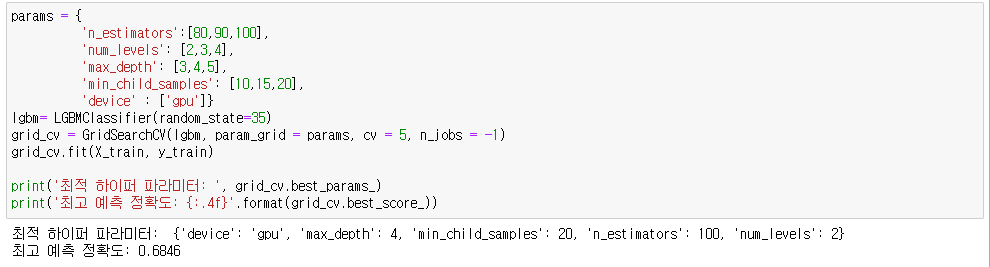 params = {
'n_estimators':[80,90,100],
'num_levels': [2,3,4],
'max_depth': [3,4,5],
'min_child_samples': [10,15,20],
'device' : ['gpu']}
lgbm= LGBMClassifier(random_state=35)
grid_cv = GridSearchCV(lgbm, param_grid = params, cv = 5, n_jobs = -1)
grid_cv.fit(X_train, y_train)
print('최적 하이퍼 파라미터: ', grid_cv.best_params_)
print('최고 예측 정확도: {:.4f}'.format(grid_cv.best_score_))
최적 하이퍼 파라미터:  {'device': 'gpu', 'max_depth': 4, 'min_child_samples': 20, 'n_estimators': 100, 'num_levels': 2}
최고 예측 정확도: 0.6846